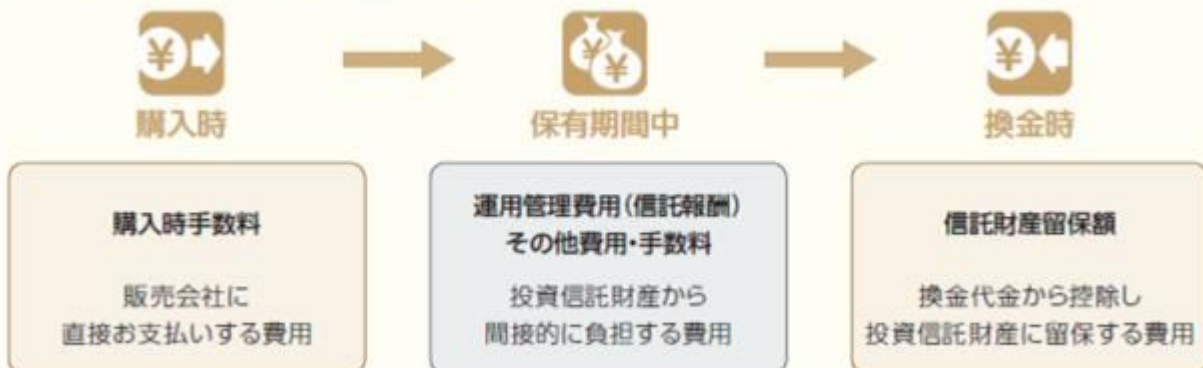 購入時
保有期間中
換金時
購入時手数料
販売会社に
直接お支払いする費用
運用管理費用(信託報酬)
その他費用・手数料
投資信託財産から
間接的に負担する費用
信託財産留保額
換金代金から控除し
投資信託財産に留保する費用